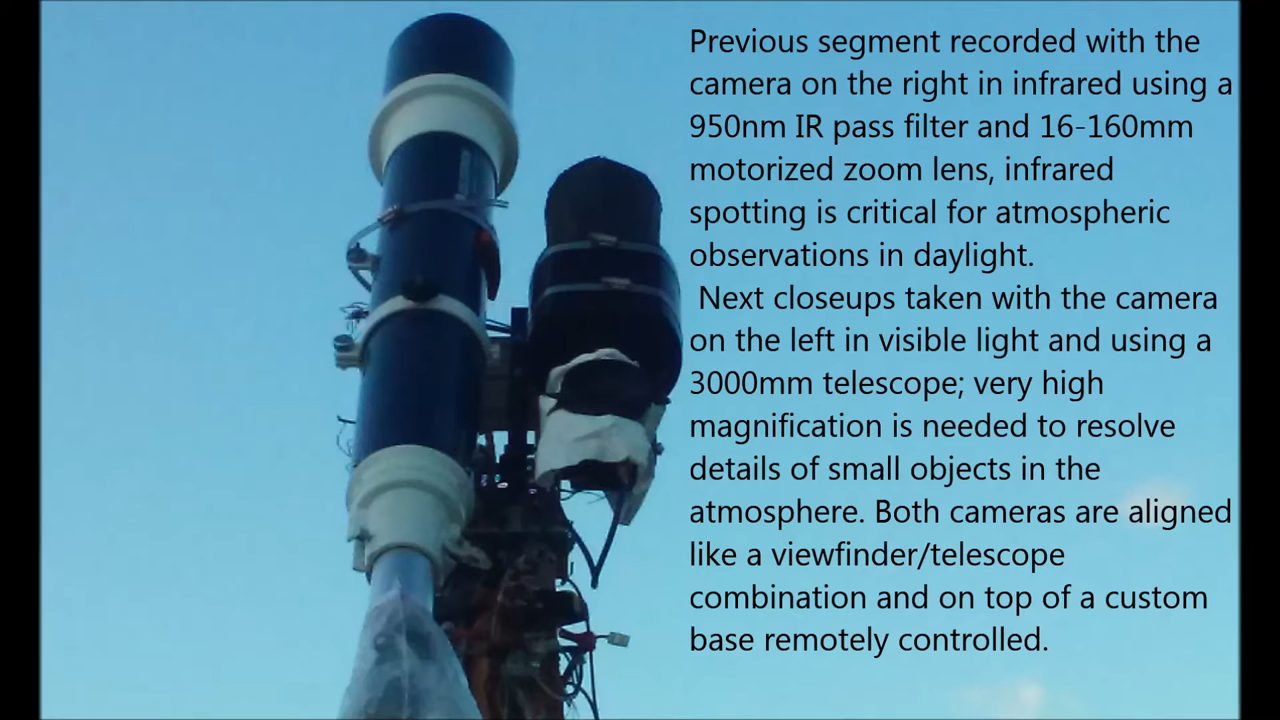 Previous segment recorded with the
camera on the right in infrared using a
950nm IR pass filter and 16-160mm
motorized zoom lens, infrared
spotting is critical for atmospheric
observations in daylight.
Next closeups taken with the camera
on the left in visible light and using a
3000mm telescope; very high
magnification is needed to resolve
details of small objects in the
atmosphere. Both cameras are aligned
like a viewfinder/telescope
combination and on top of a custom
base remotely controlled.